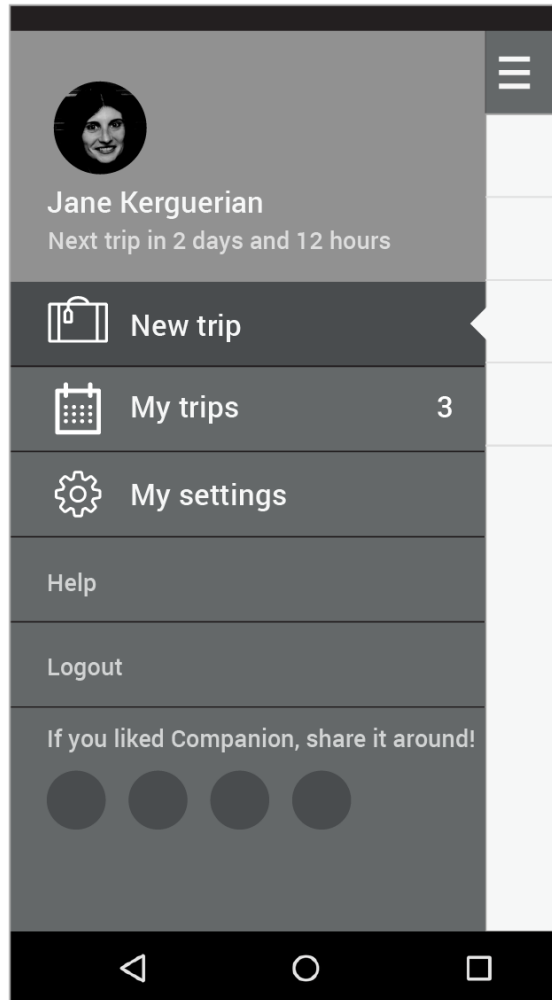 Jane Kerguerian
Next trip in 2 days and 12 hours
New trip
My trips 3
My settings
Help
Logout
If you liked Companion, share it around!